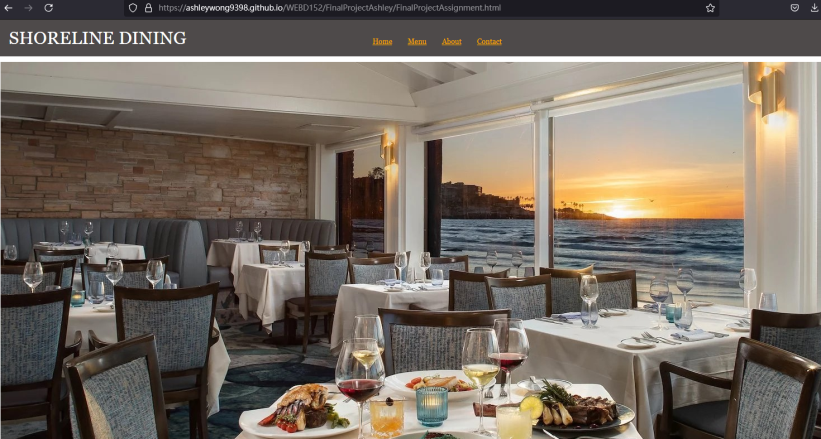 https://ashleywong9398.github.io/WEBD152/FinalProjectAshley/FinalProjectAssignment.html
SHORELINE DINING
Home Menu About Contact